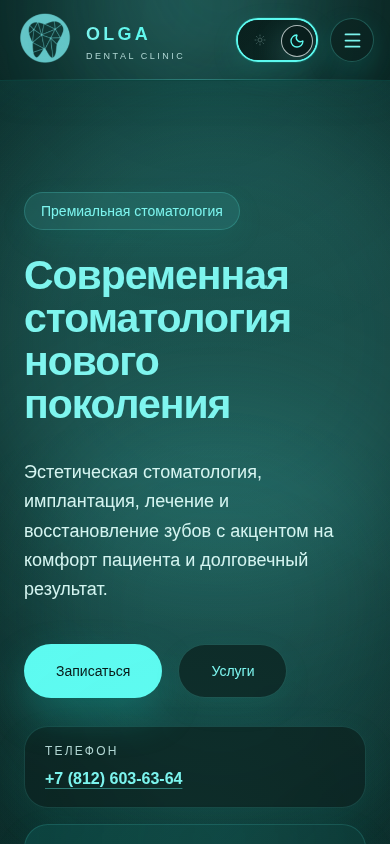 OLGA
DENTAL CLINIC
Премиальная стоматология
Современная
стоматология
нового
поколения
Эстетическая стоматология,
имплантация, лечение и
восстановление зубов с акцентом на
комфорт пациента и долговечный
результат.
Записаться
Услуги
ТЕЛЕФОН
+7 (812) 603-63-64